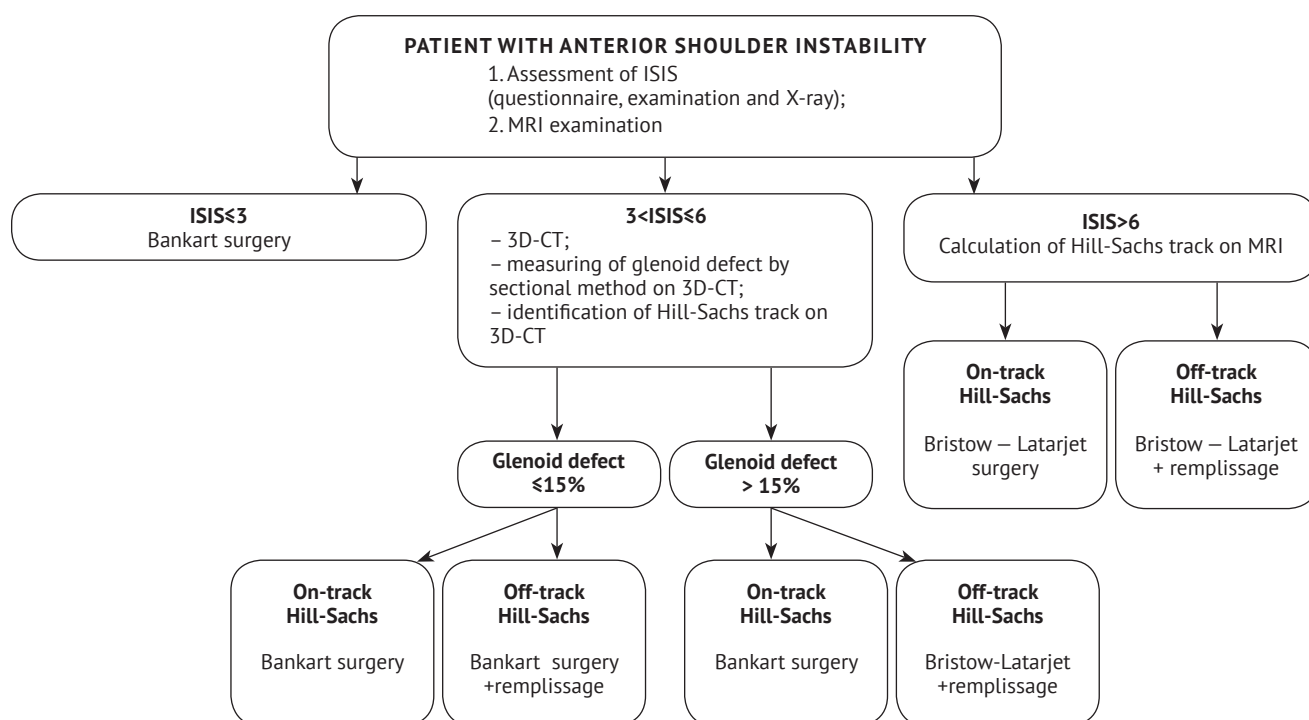 PATIENT WITH ANTERIOR SHOULDER INSTABILITY
1. Assessment of ISIS
(questionnaire, examination and X-ray);
2. MRI examination
ISIS⩽3
Bankart surgery
3<ISIS⩽6
– 3D-CT;
– measuring of glenoid defect by
sectional method on 3D-CT;
– identification of Hill-Sachs track on
3D-CT
ISIS>6
Calculation of Hill-Sachs track on MRI
On-track
Hill-Sachs
Bristow – Latarjet
surgery
Off-track
Hill-Sachs
Bristow – Latarjet
+ remplissage
Glenoid defect
⩽15%
Glenoid defect
> 15%
On-track
Hill-Sachs
Bankart surgery
Off-track
Hill-Sachs
Bankart surgery
+remplissage
On-track
Hill-Sachs
Bankart surgery
Off-track
Hill-Sachs
Bristow-Latarjet
+remplissage